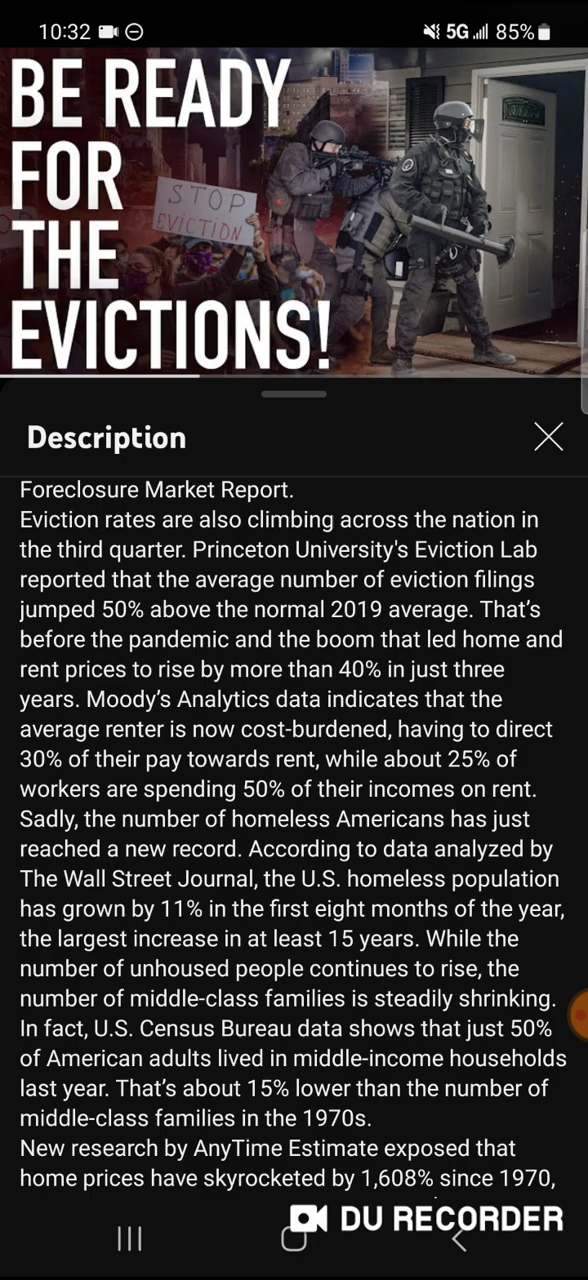 10:32
5G 85%
BE READY
FOR
THE
EVICTIONS!
STOP
EVICTION
Description
Foreclosure Market Report.
Eviction rates are also climbing across the nation in
the third quarter. Princeton University's Eviction Lab
reported that the average number of eviction filings
jumped 50% above the normal 2019 average. That's
before the pandemic and the boom that led home and
rent prices to rise by more than 40% in just three
years. Moody's Analytics data indicates that the
average renter is now cost-burdened, having to direct
30% of their pay towards rent, while about 25% of
workers are spending 50% of their incomes on rent.
Sadly, the number of homeless Americans has just
reached a new record. According to data analyzed by
The Wall Street Journal, the U.S. homeless population
has grown by 11% in the first eight months of the year,
the largest increase in at least 15 years. While the
number of unhoused people continues to rise, the
number of middle-class families is steadily shrinking.
In fact, U.S. Census Bureau data shows that just 50%
of American adults lived in middle-income households
last year. That's about 15% lower than the number of
middle-class families in the 1970s.
New research by AnyTime Estimate exposed that
home prices have skyrocketed by 1,608% since 1970,
DU RECORDER